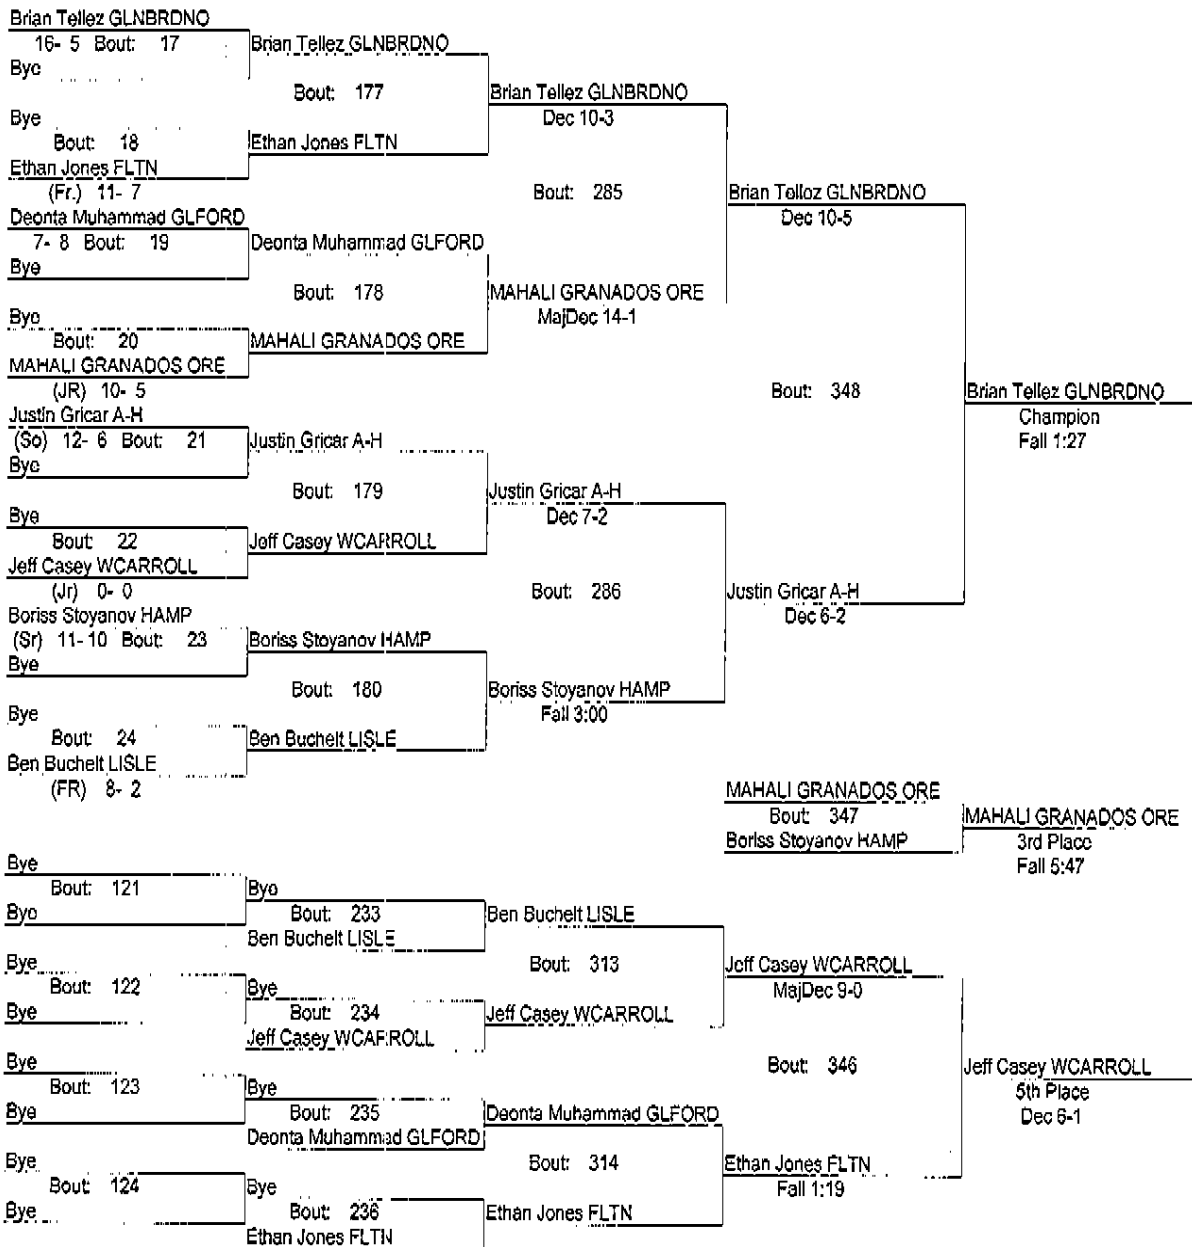 Brian Tellez GLNBRDNO
16- 5 Bout: 17
Bye
Bye
Bout: 18
Ethan Jones FLTN
(Fr.) 11- 7
Deonta Muhammad GLFORD
7- 8 Bout: 19
Bye
Bye
Bout: 20
MAHALI GRANADOS ORE
(JR) 10- 5
Justin Gricar A-H
(So) 12- 6 Bout: 21
Bye
Bye
Bout: 22
Jeff Casey WCARROLL
(Jr) 0- 0
Boriss Stoyanov HAMP
(Sr) 11- 10 Bout: 23
Bye
Bye
Bout: 24
Ben Buchelt LISLE
(FR) 8- 2
Brian Tellez GLNBRDNO
Bout: 177
Ethan Jones FLTN
Deonta Muhammad GLFORD
Bout: 178
MAHALI GRANADOS ORE
Justin Gricar A-H
Bout: 179
Jeff Casey WCARROLL
Boriss Stoyanov HAMP
Bout: 180
Ben Buchelt LISLE
Brian Tellez GLNBRDNO
Dec 10-3
Bout: 285
MAHALI GRANADOS ORE
MajDec 14-1
Justin Gricar A-H
Dec 7-2
Bout: 286
Boriss Stoyanov HAMP
Fall 3:00
Brian Tellez GLNBRDNO
Dec 10-5
Bout: 348
Justin Gricar A-H
Dec 6-2
Brian Tellez GLNBRDNO
Champion
Fall 1:27
MAHALI GRANADOS ORE
Bout: 347
Boriss Stoyanov HAMP
MAHALI GRANADOS ORE
3rd Place
Fall 5:47
Bye
Bout: 121
Bye
Bye
Bout: 122
Bye
Bye
Bout: 123
Bye
Bye
Bout: 124
Bye
Bye
Bout: 233
Ben Buchelt LISLE
Bye
Bout: 234
Jeff Casey WCARROLL
Bye
Bout: 235
Deonta Muhammad GLFORD
Bye
Bout: 236
Ethan Jones FLTN
Ben Buchelt LISLE
Bout: 313
Jeff Casey WCARROLL
Deonta Muhammad GLFORD
Bout: 314
Ethan Jones FLTN
Jeff Casey WCARROLL
MajDec 9-0
Bout: 346
Ethan Jones FLTN
Fall 1:19
Jeff Casey WCARROLL
5th Place
Dec 6-1